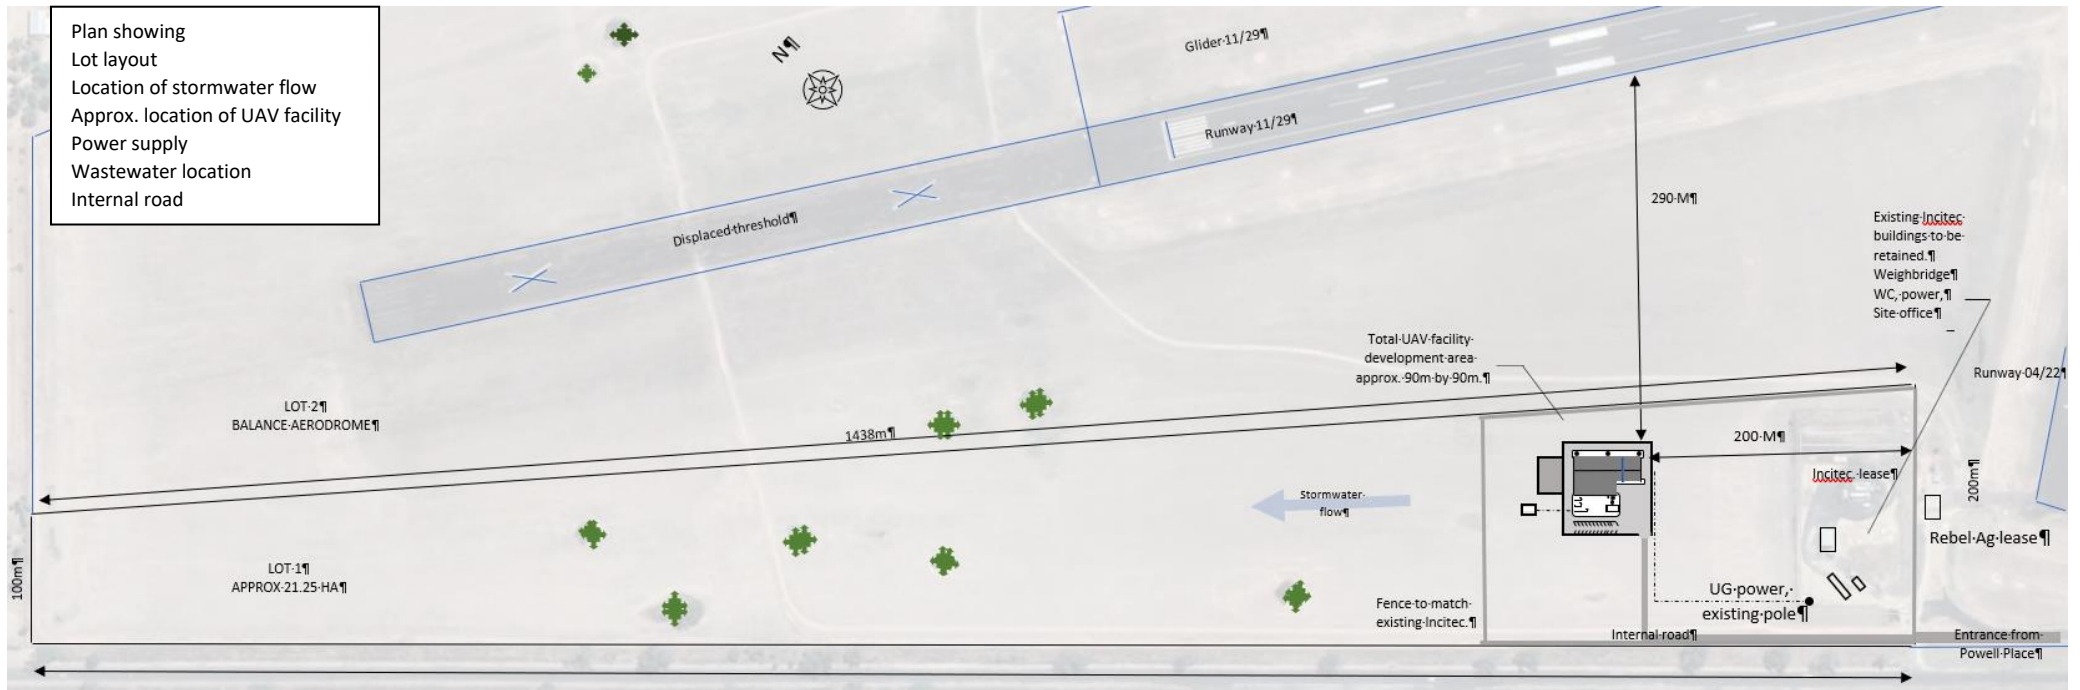 Plan showing
Lot layout
Location of stormwater flow
Approx. location of UAV facility
Power supply
Wastewater location
Internal road
N¶
Glider·11/29¶
Runway·11/29¶
Displaced·threshold¶
290·M¶
Existing·Incitec·
buildings·to·be·
retained.¶
Weighbridge¶
WC,·power,¶
Site·office¶
Total·UAV·facility·
development·area·
approx.·90m·by·90m.¶
Runway·04/22¶
LOT·2¶
BALANCE·AERODROME¶
1438m¶
200·M¶
Incitec·lease¶
200m¶
Stormwater·
flow¶
Rebel·Ag·lease¶
LOT·1¶
APPROX·21.25·HA¶
100m¶
UG·power,·
existing·pole¶
Fence·to·match·
existing·Incitec.¶
Internal·road¶
Entrance·from·
Powell·Place¶